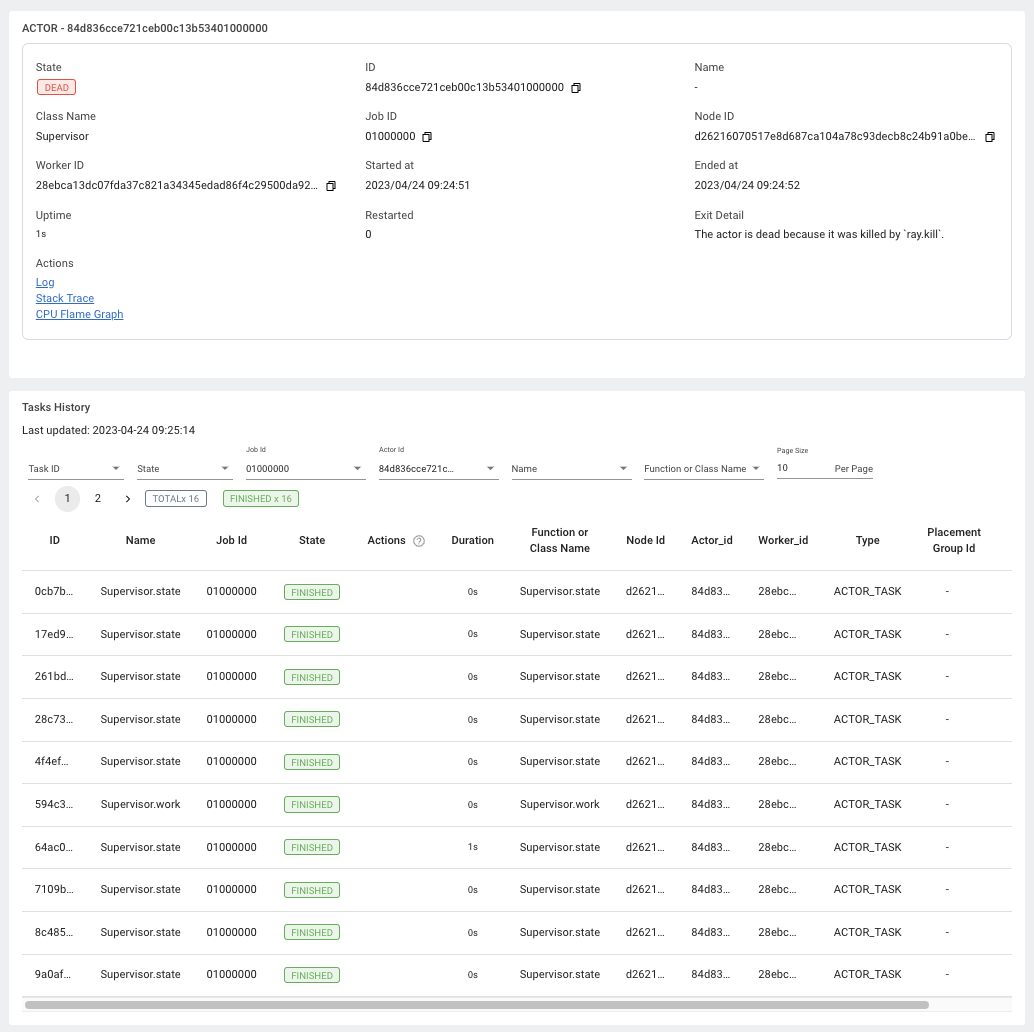 ACTOR - 84d836cce721ceb00c13b53401000000
State ID Name
DEAD 84d836cce721ceb00c13b53401000000 -
Class Name Job ID Node ID
Supervisor 01000000 d26216070517e8d687ca104a78c93decb8c24b91a0be...
Worker ID Started at Ended at
28ebca13dc07fda37c821a34345edad86f4c29500da92... 2023/04/24 09:24:51 2023/04/24 09:24:52
Uptime Restarted Exit Detail
1s 0 The actor is dead because it was killed by `ray.kill`.
Actions
Log
Stack Trace
CPU Flame Graph
Tasks History
Last updated: 2023-04-24 09:25:14
Job Id Actor Id Page Size
Task ID State 01000000 84d836cce721c... Name Function or Class Name 10 Per Page
‹ 1 2 › TOTALx 16 FINISHED x 16
ID Name Job Id State Actions ? Duration Function or Class Name Node Id Actor_id Worker_id Type Placement Group Id
0cb7b... Supervisor.state 01000000 FINISHED 0s Supervisor.state d2621... 84d83... 28ebc... ACTOR_TASK -
17ed9... Supervisor.state 01000000 FINISHED 0s Supervisor.state d2621... 84d83... 28ebc... ACTOR_TASK -
261bd... Supervisor.state 01000000 FINISHED 0s Supervisor.state d2621... 84d83... 28ebc... ACTOR_TASK -
28c73... Supervisor.state 01000000 FINISHED 0s Supervisor.state d2621... 84d83... 28ebc... ACTOR_TASK -
4f4ef... Supervisor.state 01000000 FINISHED 0s Supervisor.state d2621... 84d83... 28ebc... ACTOR_TASK -
594c3... Supervisor.work 01000000 FINISHED 0s Supervisor.work d2621... 84d83... 28ebc... ACTOR_TASK -
64ac0... Supervisor.state 01000000 FINISHED 1s Supervisor.state d2621... 84d83... 28ebc... ACTOR_TASK -
7109b... Supervisor.state 01000000 FINISHED 0s Supervisor.state d2621... 84d83... 28ebc... ACTOR_TASK -
8c485... Supervisor.state 01000000 FINISHED 0s Supervisor.state d2621... 84d83... 28ebc... ACTOR_TASK -
9a0af... Supervisor.state 01000000 FINISHED 0s Supervisor.state d2621... 84d83... 28ebc... ACTOR_TASK -